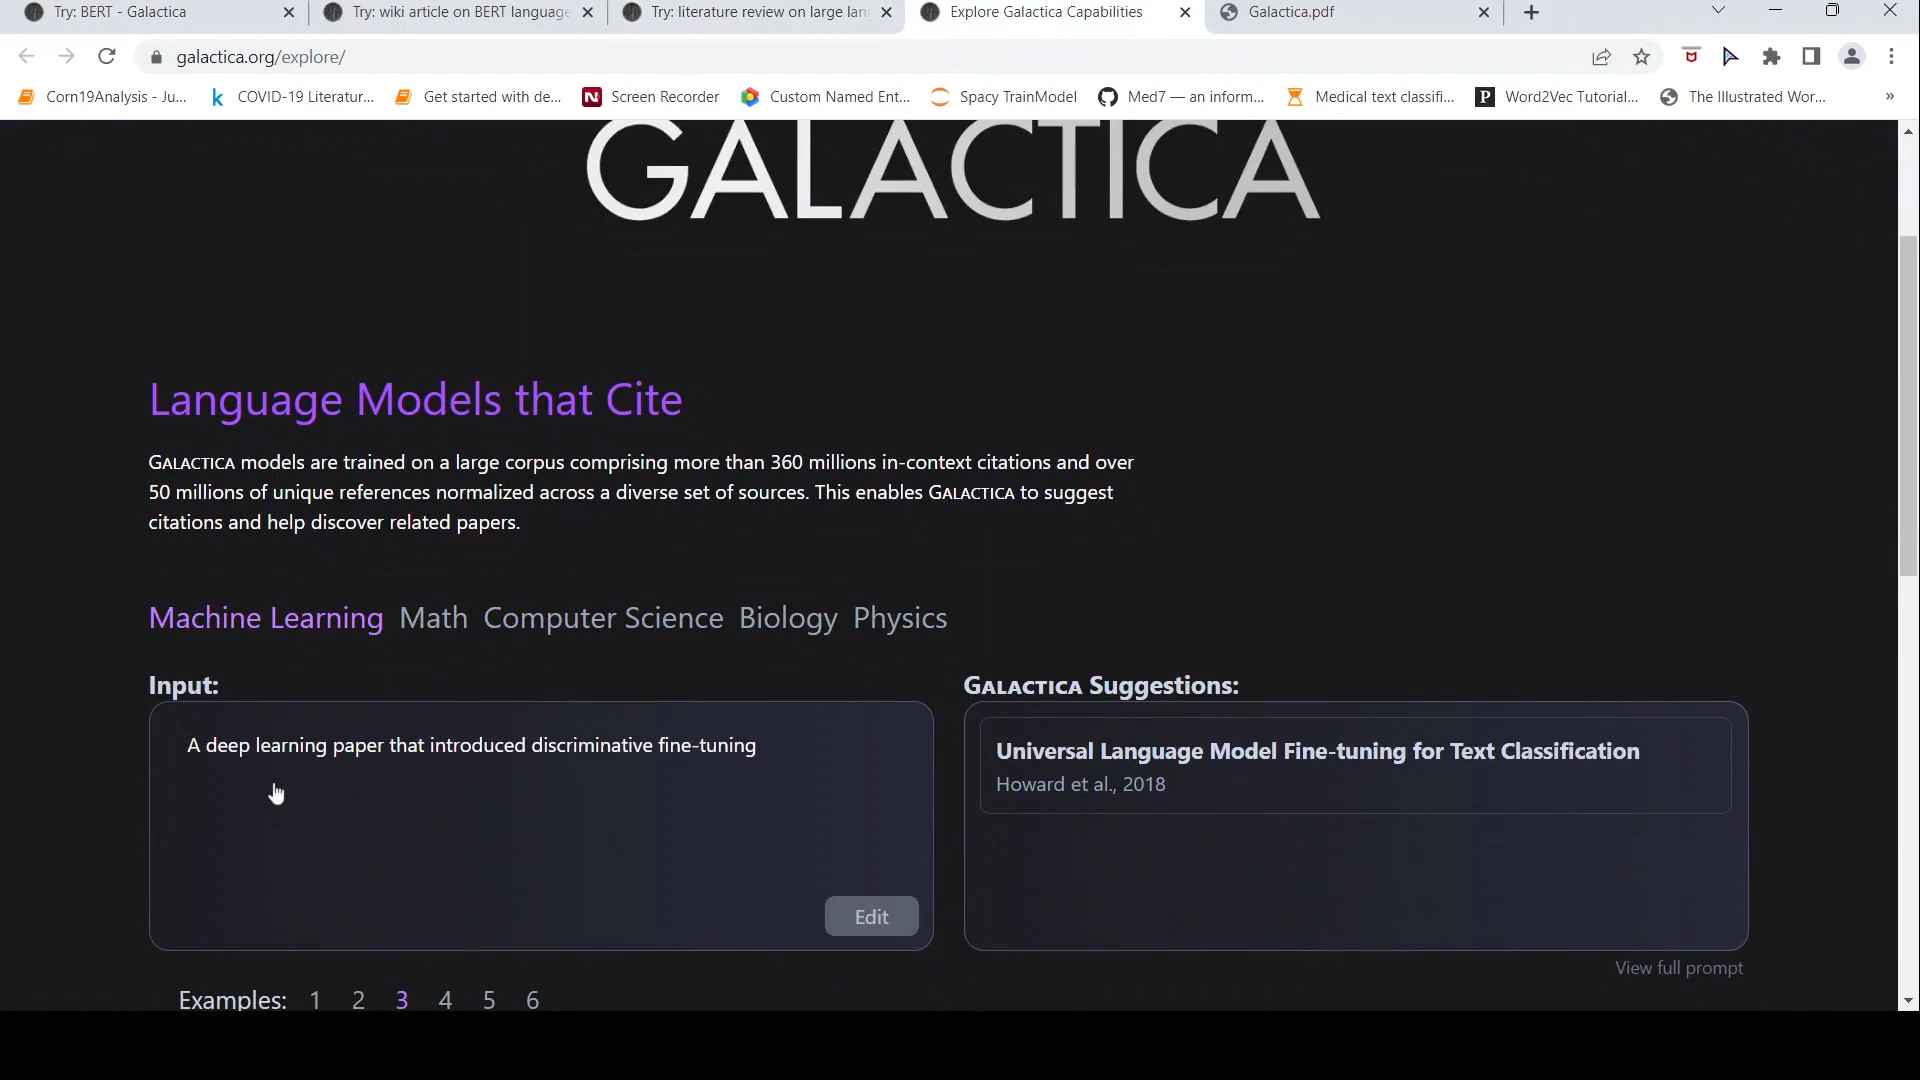 Try: BERT - Galactica
Try: wiki article on BERT language
Try: literature review on large lan
Explore Galactica Capabilities
Galactica.pdf
galactica.org/explore/
Corn19Analysis - Ju...
COVID-19 Literatur...
Get started with de...
Screen Recorder
Custom Named Ent...
Spacy TrainModel
Med7 — an inform...
Medical text classifi...
Word2Vec Tutorial...
The Illustrated Wor...
GALACTICA
Language Models that Cite
GALACTICA models are trained on a large corpus comprising more than 360 millions in-context citations and over
50 millions of unique references normalized across a diverse set of sources. This enables GALACTICA to suggest
citations and help discover related papers.
Machine Learning Math Computer Science Biology Physics
Input:
GALACTICA Suggestions:
A deep learning paper that introduced discriminative fine-tuning
Universal Language Model Fine-tuning for Text Classification
Howard et al., 2018
Edit
View full prompt
Examples: 1 2 3 4 5 6